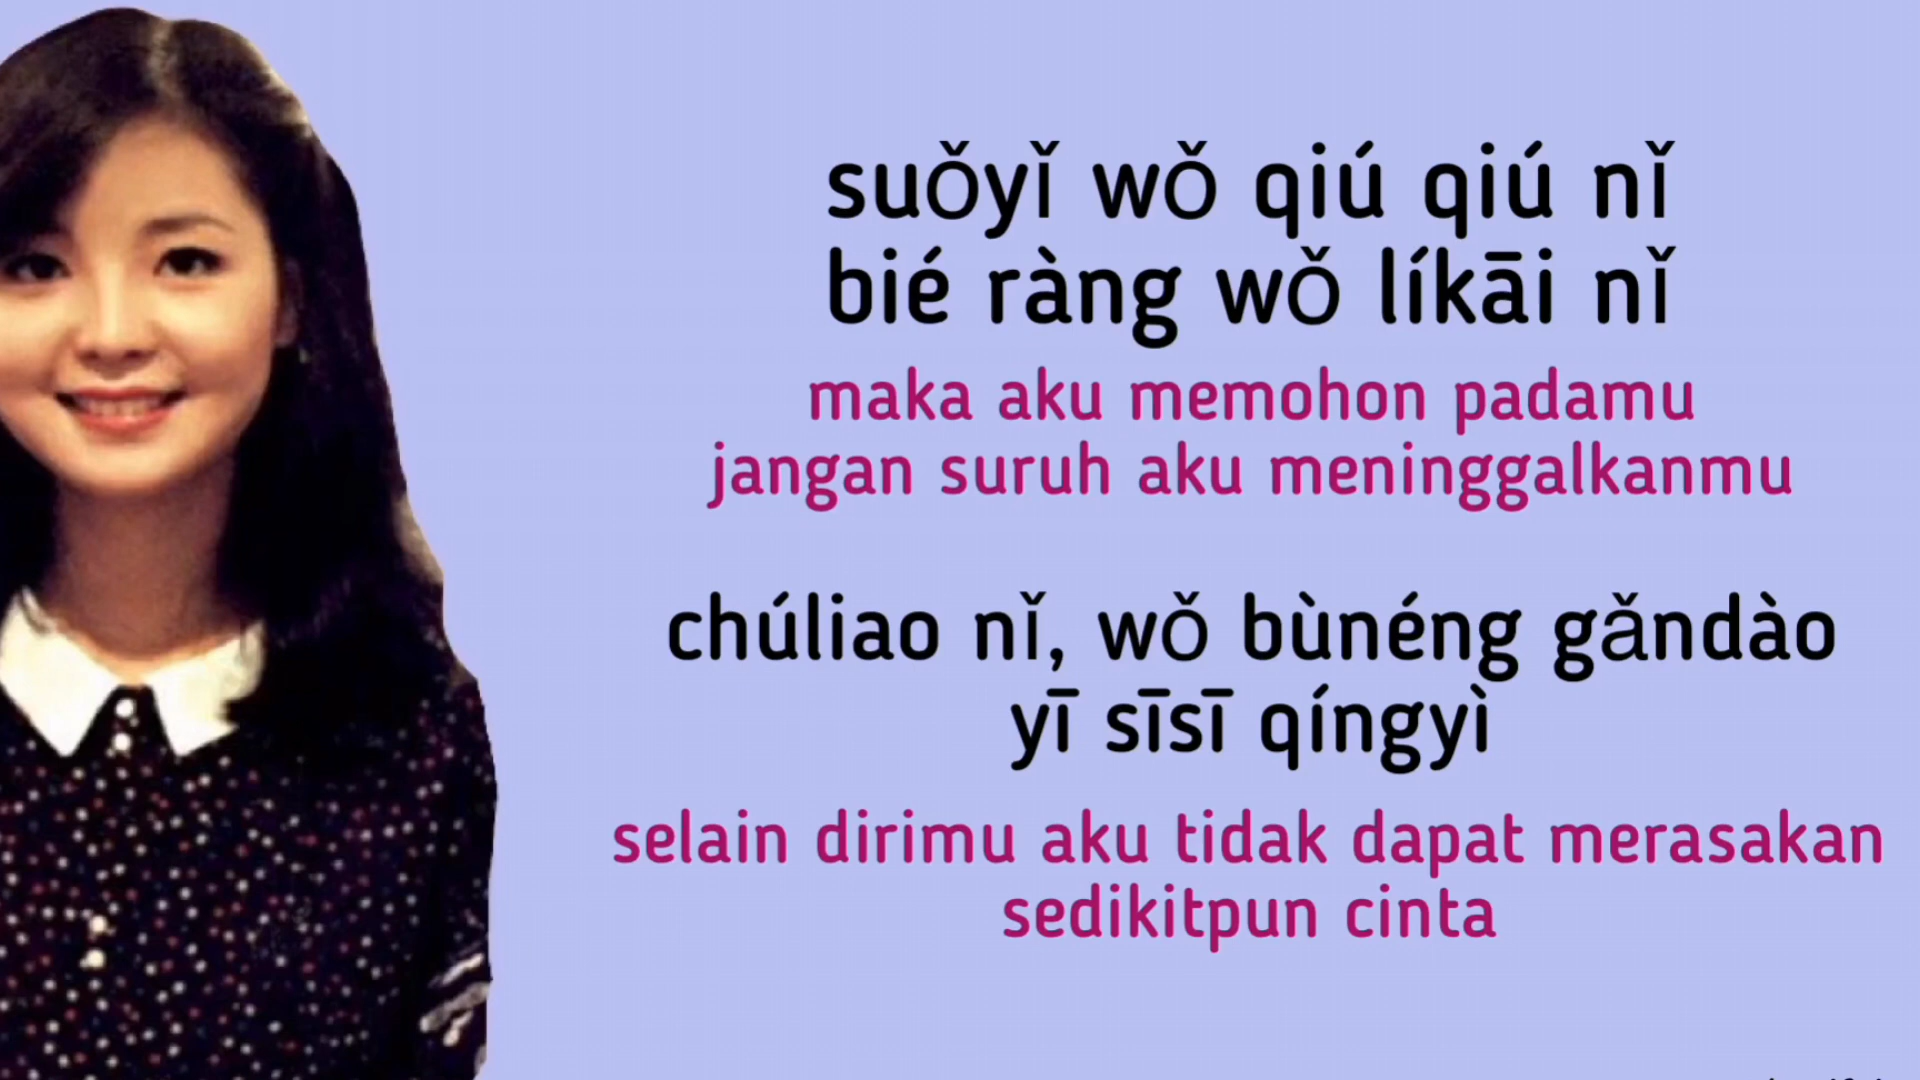 suǒyǐ wǒ qiú qiú nǐ
bié ràng wǒ líkāi nǐ
maka aku memohon padamu
jangan suruh aku meninggalkanmu
chúliao nǐ, wǒ bùnéng gǎndào
yī sīsī qíngyì
selain dirimu aku tidak dapat merasakan
sedikitpun cinta